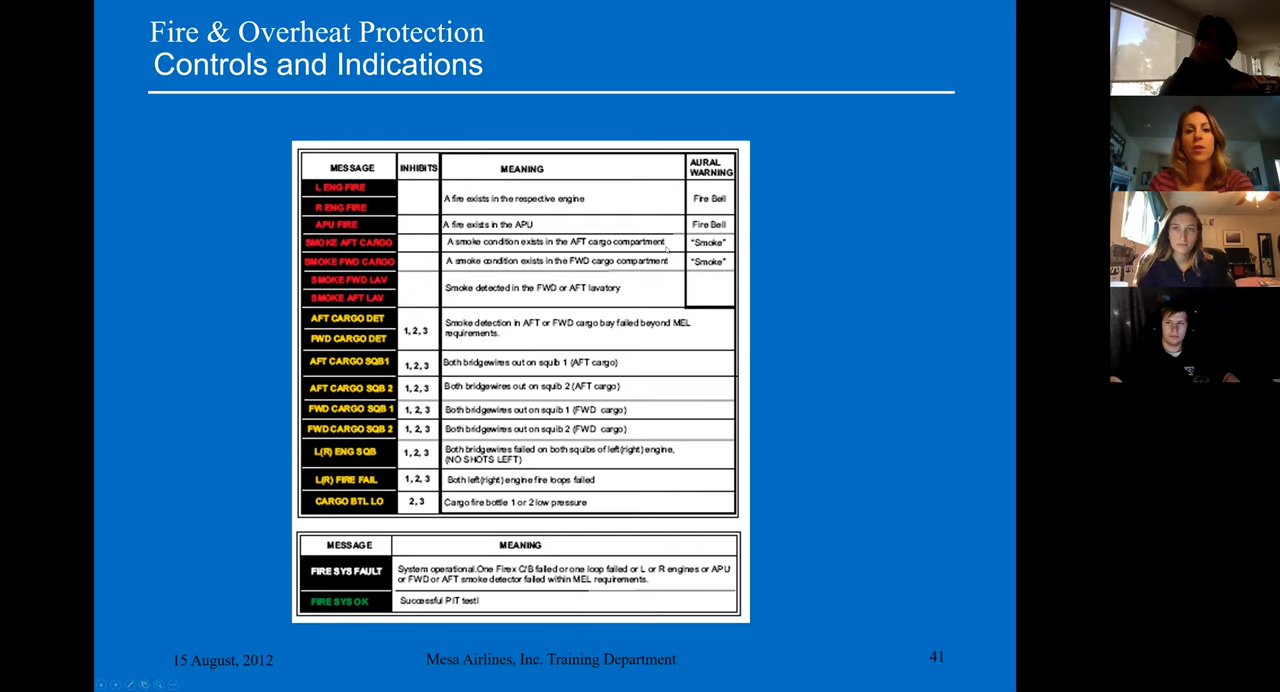 Fire & Overheat Protection
Controls and Indications
MESSAGE INHIBITS MEANING AURAL WARNING
L ENG FIRE
R ENG FIRE
A fire exists in the respective engine Fire Bell
APU FIRE A fire exists in the APU Fire Bell
SMOKE AFT CARGO A smoke condition exists in the AFT cargo compartment "Smoke"
SMOKE FWD CARGO A smoke condition exists in the FWD cargo compartment "Smoke"
SMOKE FWD LAV
SMOKE AFT LAV
Smoke detected in the FWD or AFT lavatory
AFT CARGO DET
FWD CARGO DET
1, 2, 3
Smoke detection in AFT or FWD cargo bay failed beyond MEL
requirements.
AFT CARGO SQB1 1, 2, 3 Both bridgewires out on squib 1 (AFT cargo)
AFT CARGO SQB 2 1, 2, 3 Both bridgewires out on squib 2 (AFT cargo)
FWD CARGO SQB 1 1, 2, 3 Both bridgewires out on squib 1 (FWD cargo)
FWD CARGO SQB 2 1, 2, 3 Both bridgewires out on squib 2 (FWD cargo)
L(R) ENG SQB 1, 2, 3 Both bridgewires failed on both squibs of left(right) engine,
(NO SHOTS LEFT)
L(R) FIRE FAIL 1, 2, 3 Both left(right) engine fire loops failed
CARGO BTL LO 2, 3 Cargo fire bottle 1 or 2 low pressure
MESSAGE MEANING
FIRE SYS FAULT System operational.One Firex C/B failed or one loop failed or L or R engines or APU
or FWD or AFT smoke detector failed within MEL requirements.
FIRE SYS OK Successful PIT test!
15 August, 2012 Mesa Airlines, Inc. Training Department 41